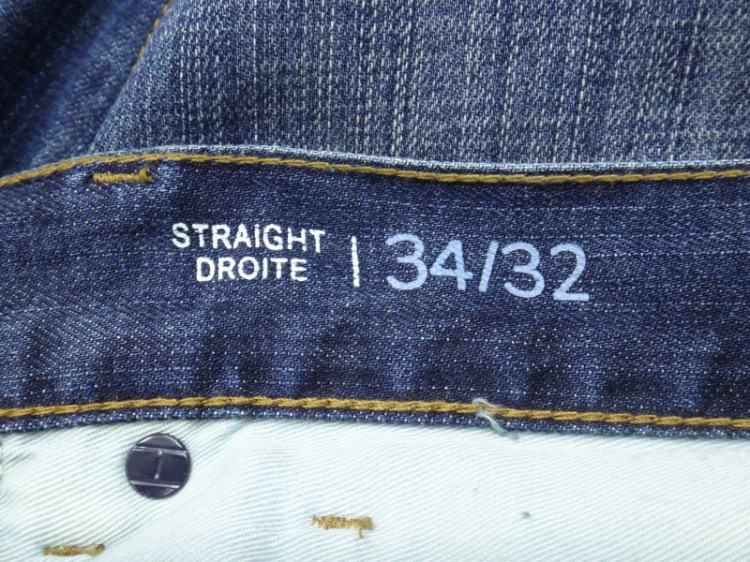 STRAIGHT
DROITE
| 34/32